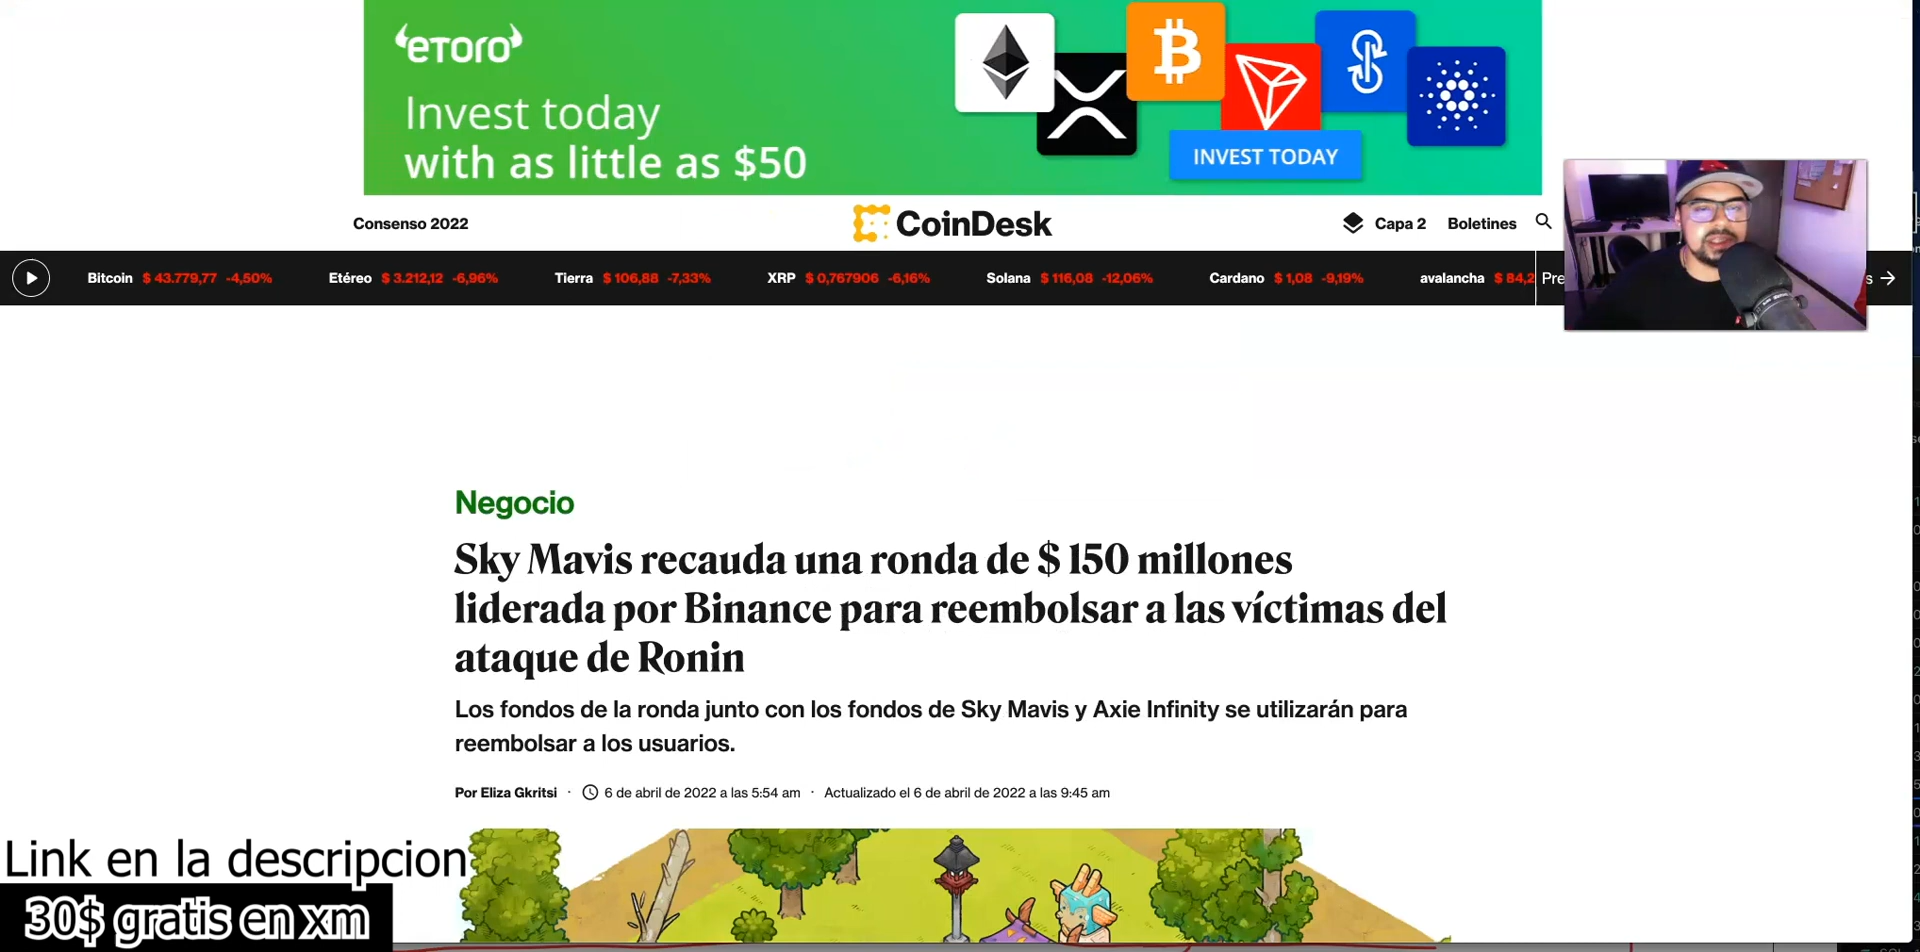 eToro
Invest today
with as little as $50
INVEST TODAY
Consenso 2022
CoinDesk
Capa 2
Boletines
Bitcoin $ 43.779,77 -4,50%
Etéreo $ 3.212,12 -6,96%
Tierra $ 106,88 -7,33%
XRP $ 0,767906 -6,16%
Solana $ 116,08 -12,06%
Cardano $ 1,08 -9,19%
avalancha $ 84,2
Pre
s
Negocio
Sky Mavis recauda una ronda de $ 150 millones
liderada por Binance para reembolsar a las víctimas del
ataque de Ronin
Los fondos de la ronda junto con los fondos de Sky Mavis y Axie Infinity se utilizarán para
reembolsar a los usuarios.
Por Eliza Gkritsi · 6 de abril de 2022 a las 5:54 am · Actualizado el 6 de abril de 2022 a las 9:45 am
Link en la descripcion
30$ gratis en xm